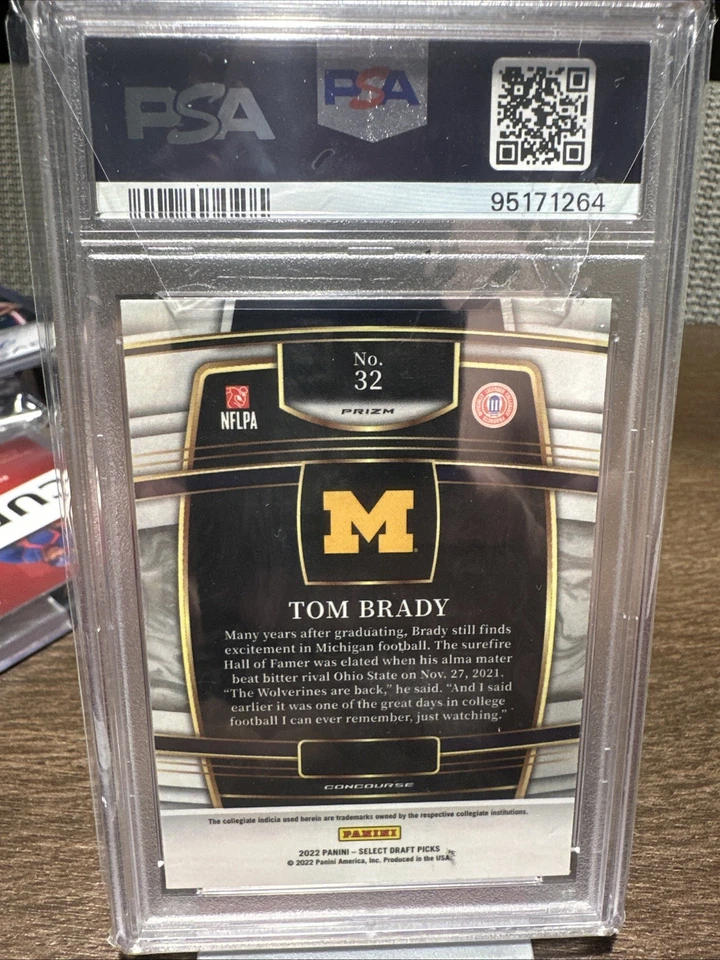 PSA
PSA
95171264
No.
32
PRIZM
NFLPA
M
TOM BRADY
Many years after graduating, Brady still finds
excitement in Michigan football. The surefire
Hall of Famer was elated when his alma mater
beat bitter rival Ohio State on Nov. 27, 2021.
“The Wolverines are back,” he said. “And I said
earlier it was one of the great days in college
football I can ever remember, just watching.”
CONCOURSE
The collegiate indicia used herein are trademarks owned by the respective collegiate institutions.
PANINI
2022 PANINI – SELECT DRAFT PICKS
© 2022 Panini America, Inc. Produced in the USA.
CU